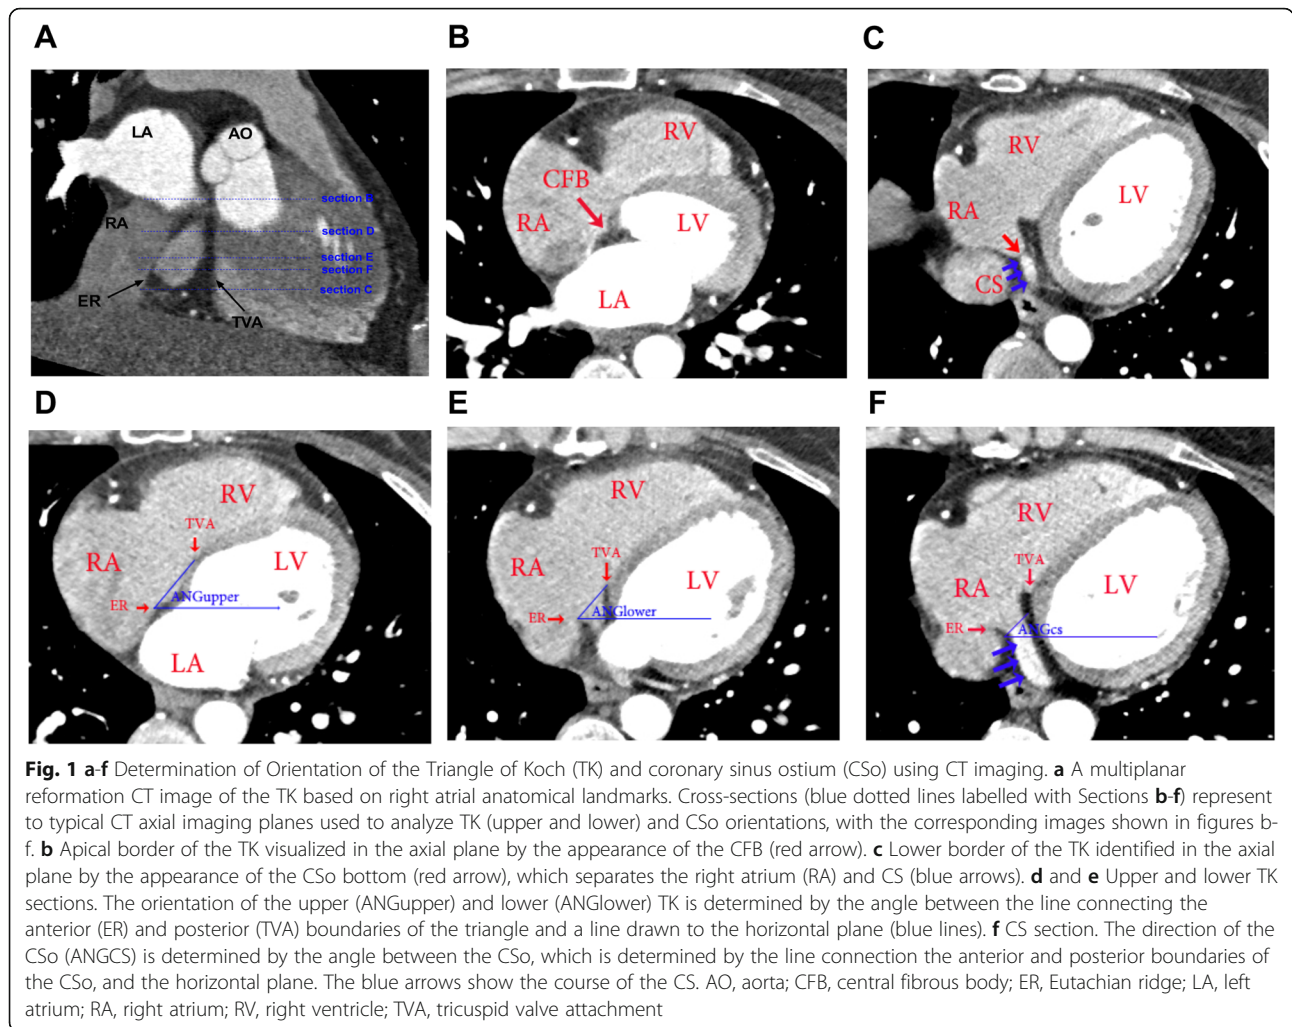 A
B
C
LA
AO
section B
RA
section D
section E
section F
section C
ER
TVA
RV
CFB
RA
LV
LA
RV
RA
LV
CS
D
E
F
RV
TVA
RA
LV
ER
ANGupper
LA
RV
TVA
RA
LV
ER
ANGlower
RV
TVA
RA
LV
ER
ANGcs
Fig. 1 a-f Determination of Orientation of the Triangle of Koch (TK) and coronary sinus ostium (CSo) using CT imaging. a A multiplanar
reformation CT image of the TK based on right atrial anatomical landmarks. Cross-sections (blue dotted lines labelled with Sections b-f) represent
to typical CT axial imaging planes used to analyze TK (upper and lower) and CSo orientations, with the corresponding images shown in figures b-
f. b Apical border of the TK visualized in the axial plane by the appearance of the CFB (red arrow). c Lower border of the TK identified in the axial
plane by the appearance of the CSo bottom (red arrow), which separates the right atrium (RA) and CS (blue arrows). d and e Upper and lower TK
sections. The orientation of the upper (ANGupper) and lower (ANGlower) TK is determined by the angle between the line connecting the
anterior (ER) and posterior (TVA) boundaries of the triangle and a line drawn to the horizontal plane (blue lines). f CS section. The direction of the
CSo (ANGCS) is determined by the angle between the CSo, which is determined by the line connection the anterior and posterior boundaries of
the CSo, and the horizontal plane. The blue arrows show the course of the CS. AO, aorta; CFB, central fibrous body; ER, Eutachian ridge; LA, left
atrium; RA, right atrium; RV, right ventricle; TVA, tricuspid valve attachment